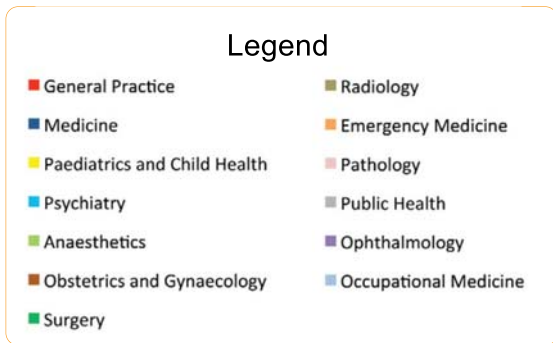 Legend
General Practice
Medicine
Paediatrics and Child Health
Psychiatry
Anaesthetics
Obstetrics and Gynaecology
Surgery
Radiology
Emergency Medicine
Pathology
Public Health
Ophthalmology
Occupational Medicine